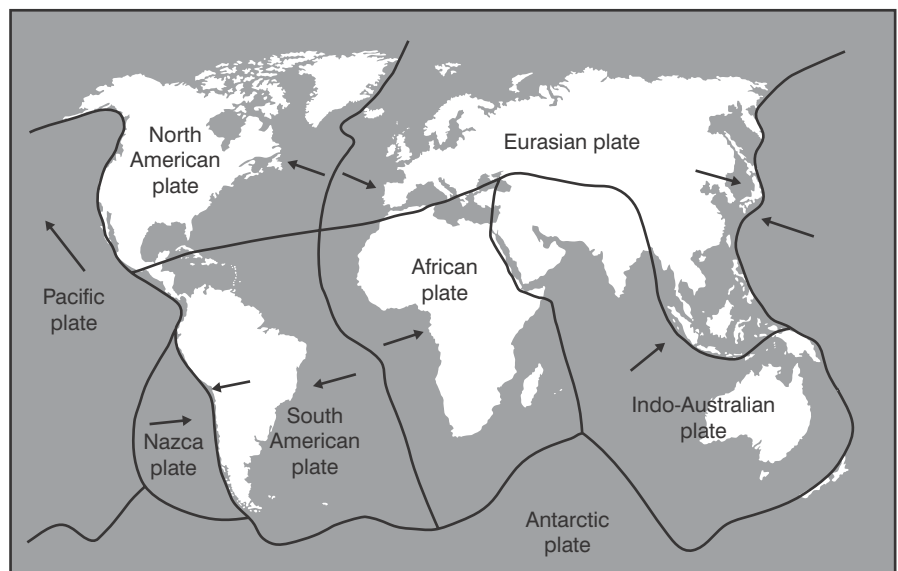 North
American
plate
Eurasian plate
African
plate
Pacific
plate
Indo-Australian
plate
South
American
plate
Nazca
plate
Antarctic
plate